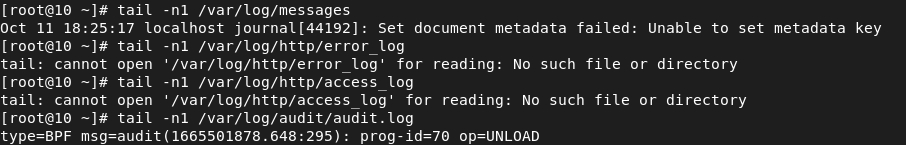 [root@10 ~]# tail -n1 /var/log/messages
Oct 11 18:25:17 localhost journal[44192]: Set document metadata failed: Unable to set metadata key
[root@10 ~]# tail -n1 /var/log/http/error_log
tail: cannot open '/var/log/http/error_log' for reading: No such file or directory
[root@10 ~]# tail -n1 /var/log/http/access_log
tail: cannot open '/var/log/http/access_log' for reading: No such file or directory
[root@10 ~]# tail -n1 /var/log/audit/audit.log
type=BPF msg=audit(1665501878.648:295): prog-id=70 op=UNLOAD